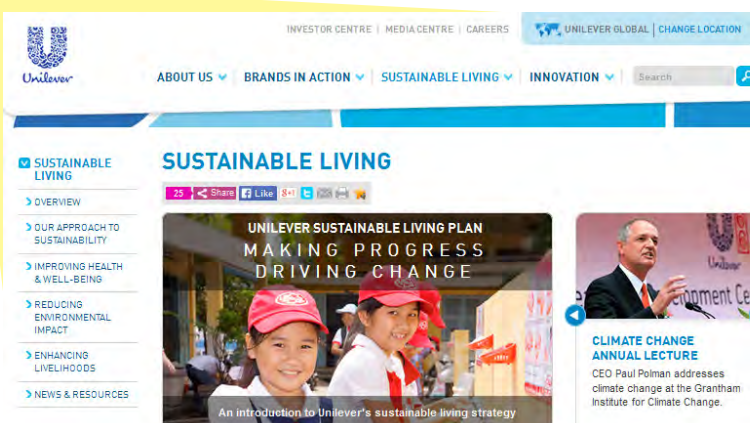 INVESTOR CENTRE | MEDIA CENTRE | CAREERS
UNILEVER GLOBAL | CHANGE LOCATION
Unilever
ABOUT US
BRANDS IN ACTION
SUSTAINABLE LIVING
INNOVATION
Search
SUSTAINABLE
LIVING
OVERVIEW
OUR APPROACH TO
SUSTAINABILITY
IMPROVING HEALTH
& WELL-BEING
REDUCING
ENVIRONMENTAL
IMPACT
ENHANCING
LIVELIHOODS
NEWS & RESOURCES
SUSTAINABLE LIVING
25 Share Like
UNILEVER SUSTAINABLE LIVING PLAN
MAKING PROGRESS
DRIVING CHANGE
An introduction to Unilever's sustainable living strategy
Unilever
CLIMATE CHANGE
ANNUAL LECTURE
CEO Paul Polman addresses
climate change at the Grantham
Institute for Climate Change.